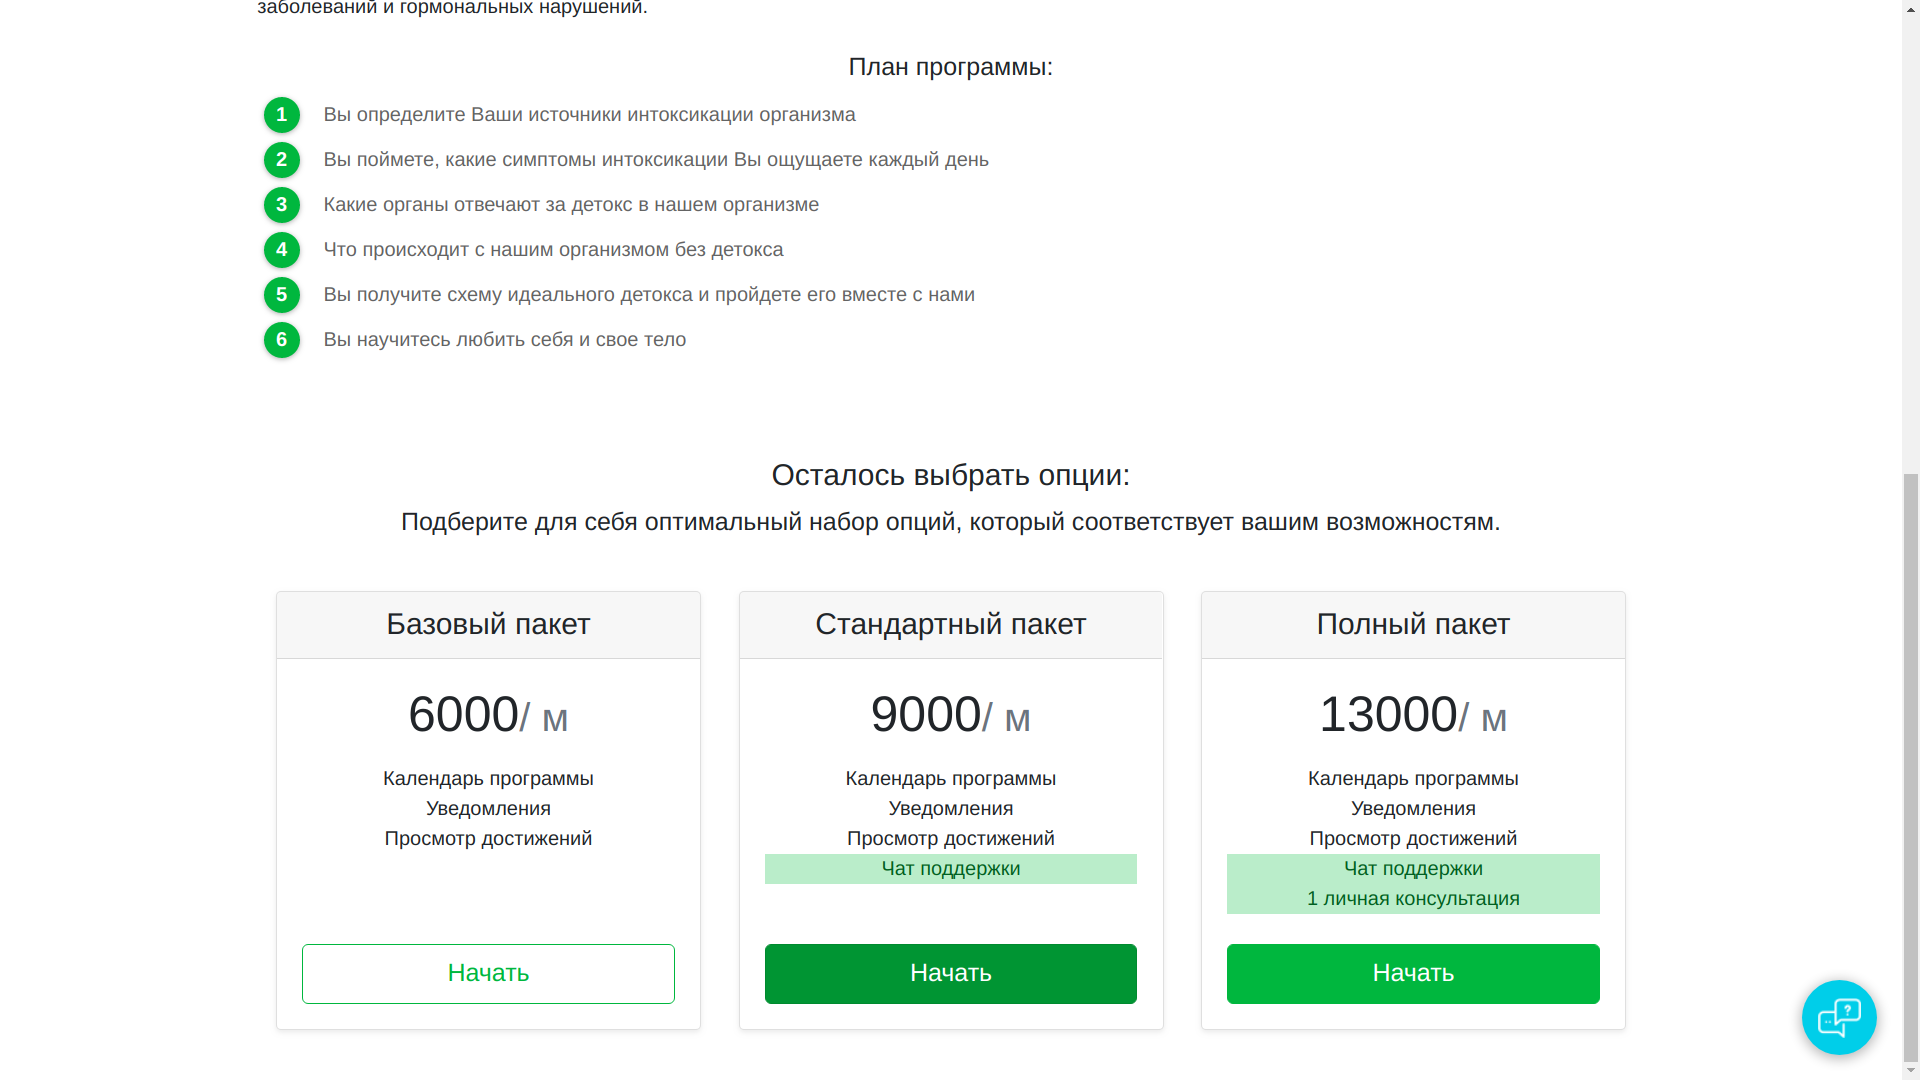 заболеваний и гормональных нарушений.
План программы:
1 Вы определите Ваши источники интоксикации организма
2 Вы поймете, какие симптомы интоксикации Вы ощущаете каждый день
3 Какие органы отвечают за детокс в нашем организме
4 Что происходит с нашим организмом без детокса
5 Вы получите схему идеального детокса и пройдете его вместе с нами
6 Вы научитесь любить себя и свое тело
Осталось выбрать опции:
Подберите для себя оптимальный набор опций, который соответствует вашим возможностям.
Базовый пакет
6000/ м
Календарь программы
Уведомления
Просмотр достижений
Начать
Стандартный пакет
9000/ м
Календарь программы
Уведомления
Просмотр достижений
Чат поддержки
Начать
Полный пакет
13000/ м
Календарь программы
Уведомления
Просмотр достижений
Чат поддержки
1 личная консультация
Начать